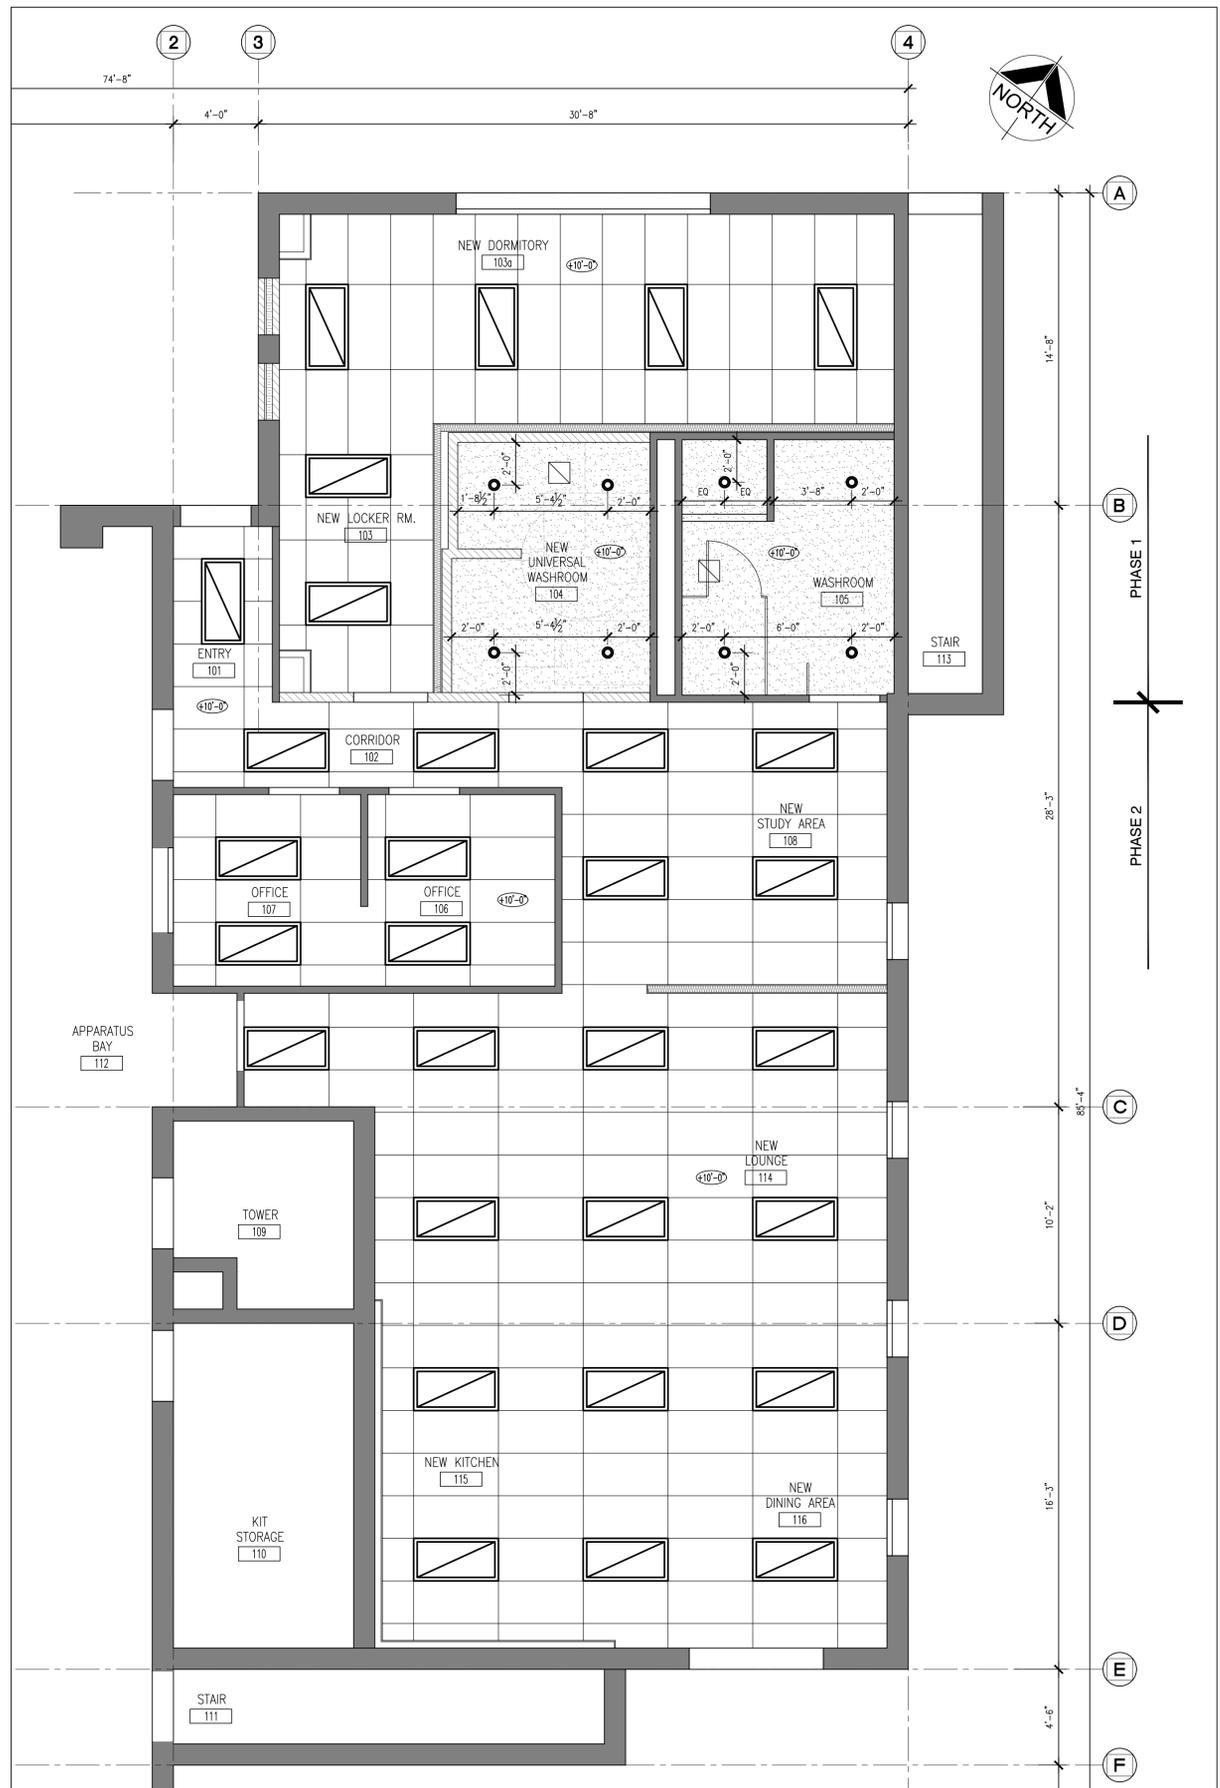 2
3
4
74'-8"
4'-0"
30'-8"
NORTH
A
NEW DORMITORY
103a
+10'-0"
14'-8"
2'-0"
2'-0"
1'-8½"
5'-4½"
2'-0"
EQ
EQ
3'-8"
2'-0"
B
NEW LOCKER RM.
103
NEW
UNIVERSAL
WASHROOM
104
+10'-0"
+10'-0"
WASHROOM
105
PHASE 1
2'-0"
5'-4½"
2'-0"
2'-0"
6'-0"
2'-0"
2'-0"
2'-0"
STAIR
113
ENTRY
101
+10'-0"
CORRIDOR
102
NEW
STUDY AREA
108
28'-3"
PHASE 2
OFFICE
107
OFFICE
106
+10'-0"
APPARATUS
BAY
112
85'-4"
C
NEW
LOUNGE
114
+10'-0"
TOWER
109
10'-2"
D
NEW KITCHEN
115
NEW
DINING AREA
116
16'-3"
KIT
STORAGE
110
E
STAIR
111
4'-6"
F